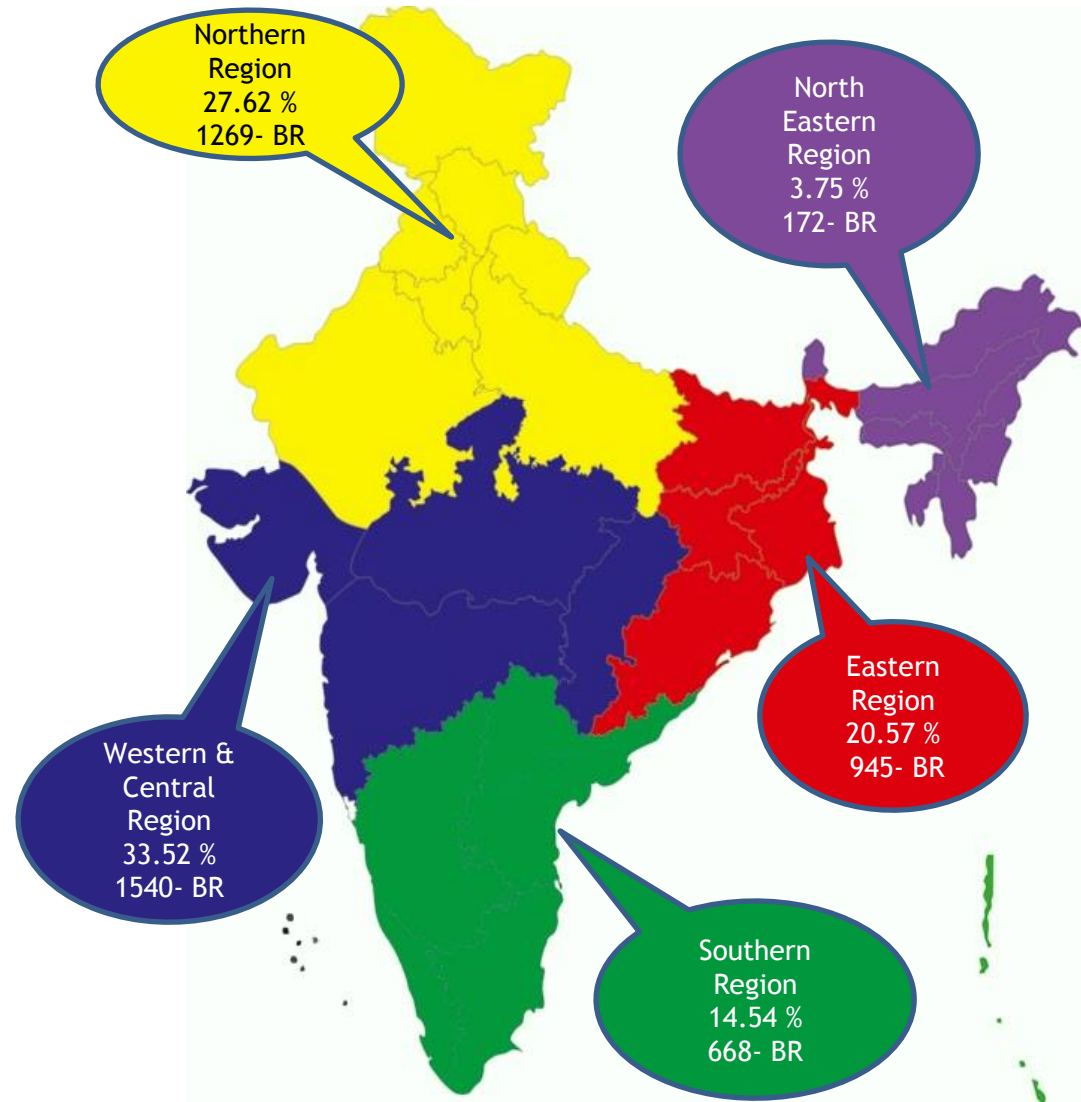 Northern
Region
27.62 %
1269- BR
North
Eastern
Region
3.75 %
172- BR
Eastern
Region
20.57 %
945- BR
Western &
Central
Region
33.52 %
1540- BR
Southern
Region
14.54 %
668- BR